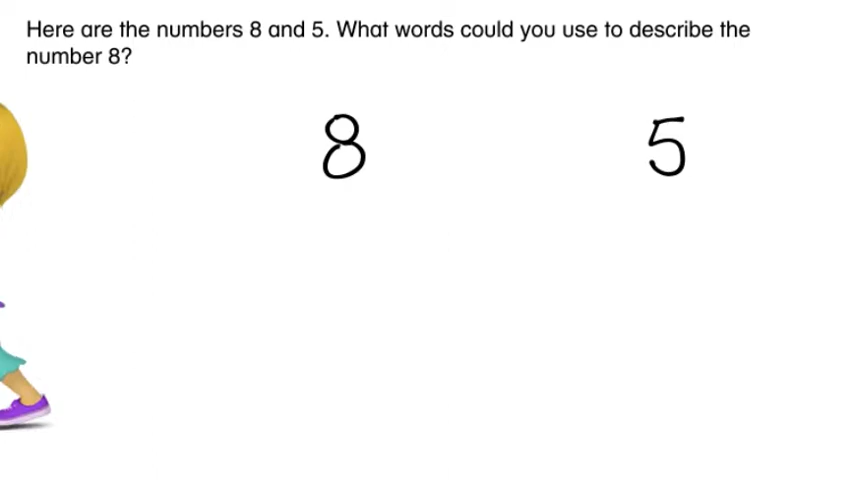 Here are the numbers 8 and 5. What words could you use to describe the
number 8?
8 5